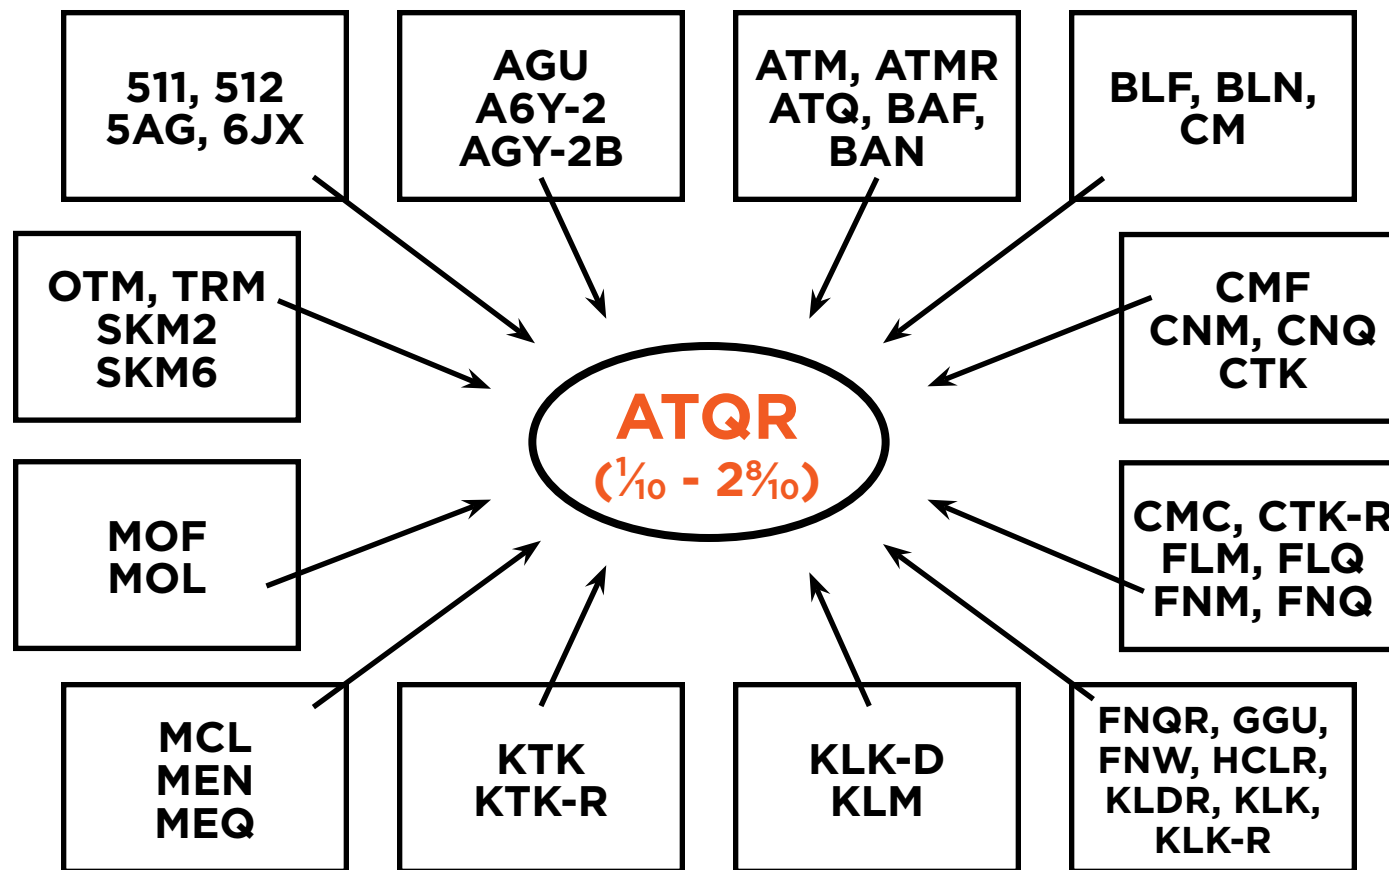 511, 512
5AG, 6JX
AGU
A6Y-2
AGY-2B
ATM, ATMR
ATQ, BAF,
BAN
BLF, BLN,
CM
OTM, TRM
SKM2
SKM6
CMF
CNM, CNQ
CTK
ATQR
(1/10 - 2 8/10)
MOF
MOL
CMC, CTK-R
FLM, FLQ
FNM, FNQ
MCL
MEN
MEQ
KTK
KTK-R
KLK-D
KLM
FNQR, GGU,
FNW, HCLR,
KLDR, KLK,
KLK-R